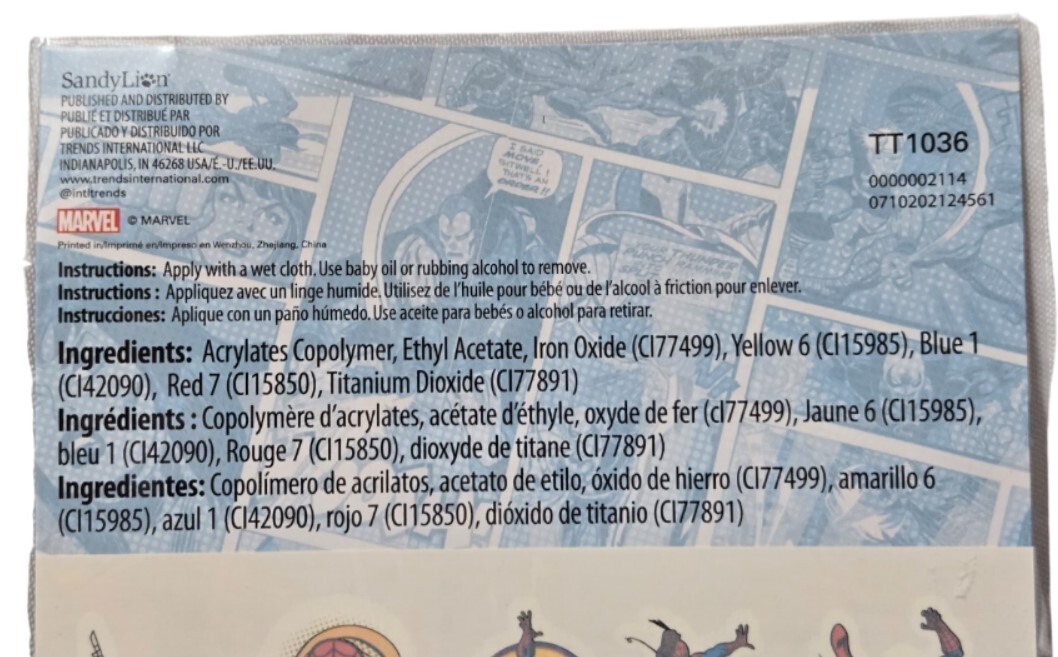 SandyLion
PUBLISHED AND DISTRIBUTED BY
PUBLIÉ ET DISTRIBUÉ PAR
PUBLICADO Y DISTRIBUIDO POR
TRENDS INTERNATIONAL LLC
INDIANAPOLIS, IN 46268 USA/É.-U./EE.UU.
www.trendsinternational.com
@intltrends
MARVEL © MARVEL
Printed in/Imprimé en/Impreso en Wenzhou, Zhejiang, China
TT1036
0000002114
0710202124561
I SAID
MOVE,
SITWELL!
THAT'S AN
ORDER!!
Instructions: Apply with a wet cloth. Use baby oil or rubbing alcohol to remove.
Instructions : Appliquez avec un linge humide. Utilisez de l'huile pour bébé ou de l'alcool à friction pour enlever.
Instrucciones: Aplique con un paño húmedo. Use aceite para bebés o alcohol para retirar.
Ingredients: Acrylates Copolymer, Ethyl Acetate, Iron Oxide (CI77499), Yellow 6 (CI15985), Blue 1
(CI42090), Red 7 (CI15850), Titanium Dioxide (CI77891)
Ingrédients : Copolymère d'acrylates, acétate d'éthyle, oxyde de fer (cl77499), Jaune 6 (CI15985),
bleu 1 (CI42090), Rouge 7 (CI15850), dioxyde de titane (CI77891)
Ingredientes: Copolímero de acrilatos, acetato de etilo, óxido de hierro (CI77499), amarillo 6
(CI15985), azul 1 (CI42090), rojo 7 (CI15850), dióxido de titanio (CI77891)